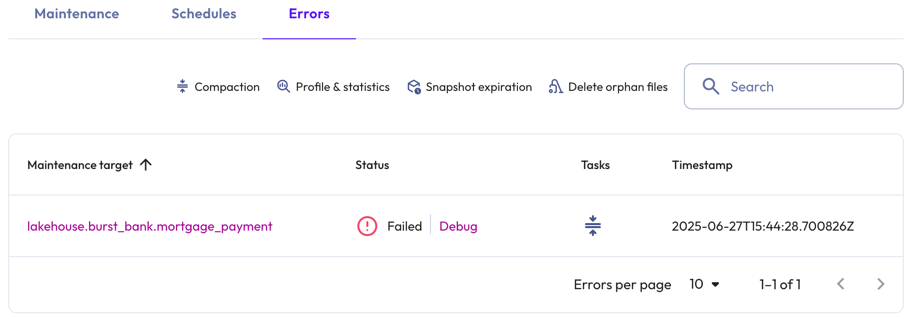 Maintenance Schedules Errors
Compaction Profile & statistics Snapshot expiration Delete orphan files Search
Maintenance target Status Tasks Timestamp
lakehouse.burst_bank.mortgage_payment Failed Debug 2025-06-27T15:44:28.700826Z
Errors per page 10 1–1 of 1